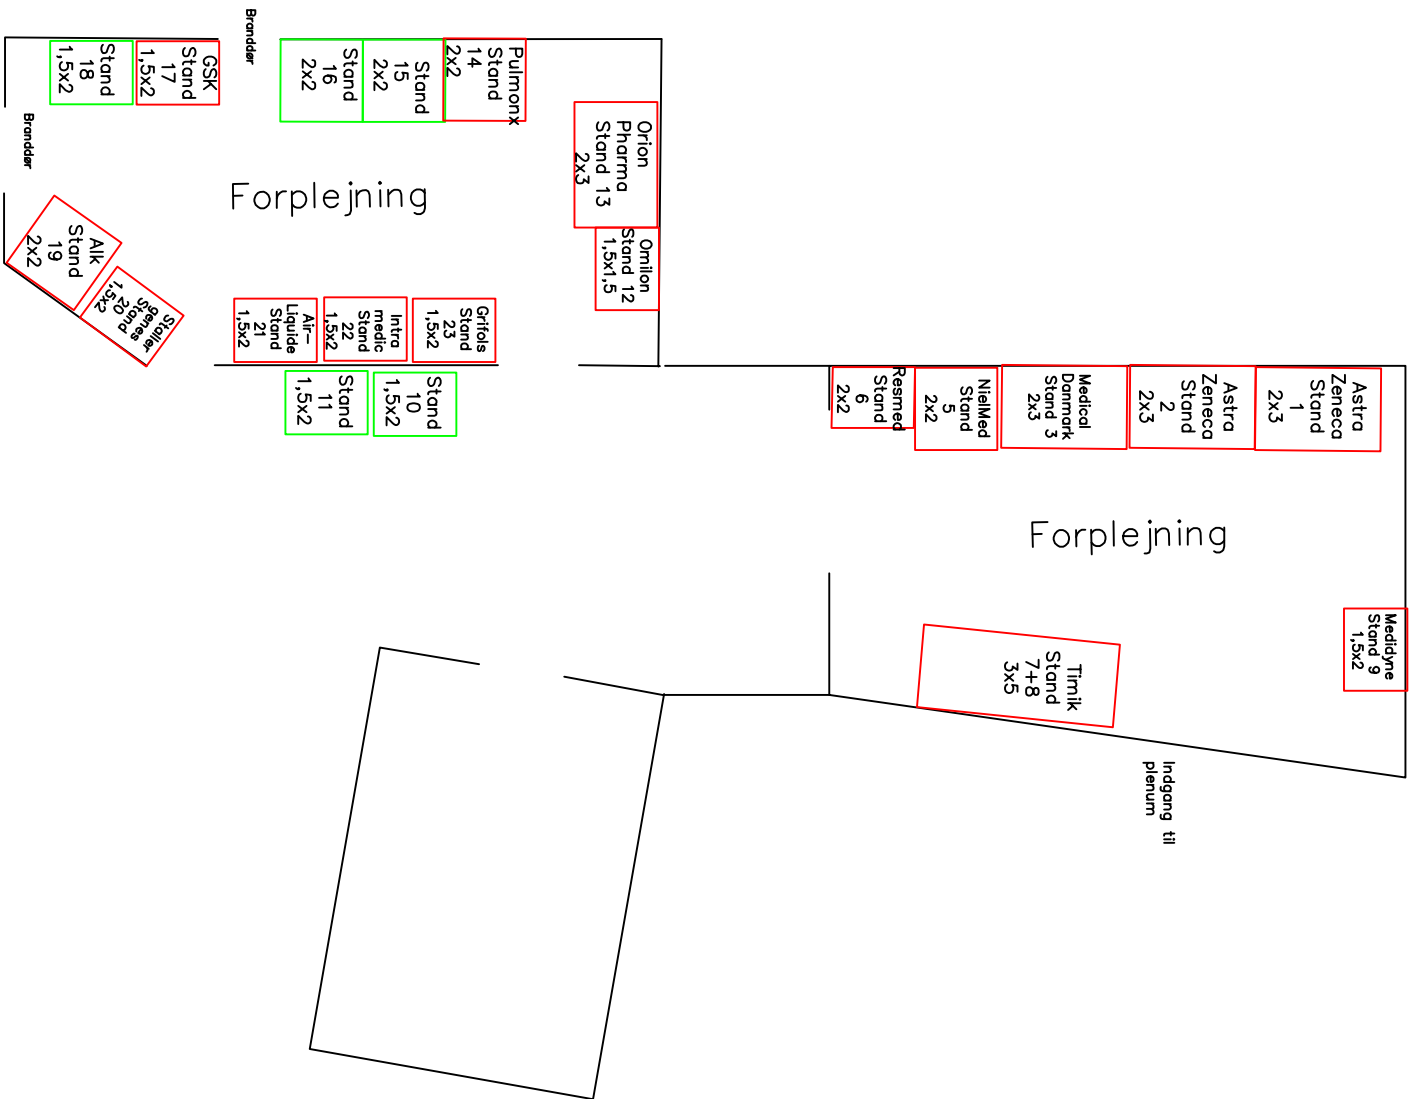 Branddør
GSK
Stand
17
1,5x2
Stand
18
1,5x2
Pulmonx
Stand
14
2x2
Stand
15
2x2
Stand
16
2x2
Branddør
Orion
Pharma
Stand 13
2x3
Forplejning
Omilon
Stand 12
1,5x1,5
Alk
Stand
19
2x2
Staller
genes
Stand
20
1,5x2
Air-
Liquide
Stand
21
1,5x2
Intra
medic
Stand
22
1,5x2
Grifols
Stand
23
1,5x2
Stand
11
1,5x2
Stand
10
1,5x2
Resmed
Stand
6
2x2
NielMed
Stand
5
2x2
Medical
Danmark
Stand 3
2x3
Astra
Zeneca
Stand
2
2x3
Astra
Zeneca
Stand
1
2x3
Forplejning
Medidyne
Stand 9
1,5x2
Timik
Stand
7+8
3x5
Indgang til
plenum